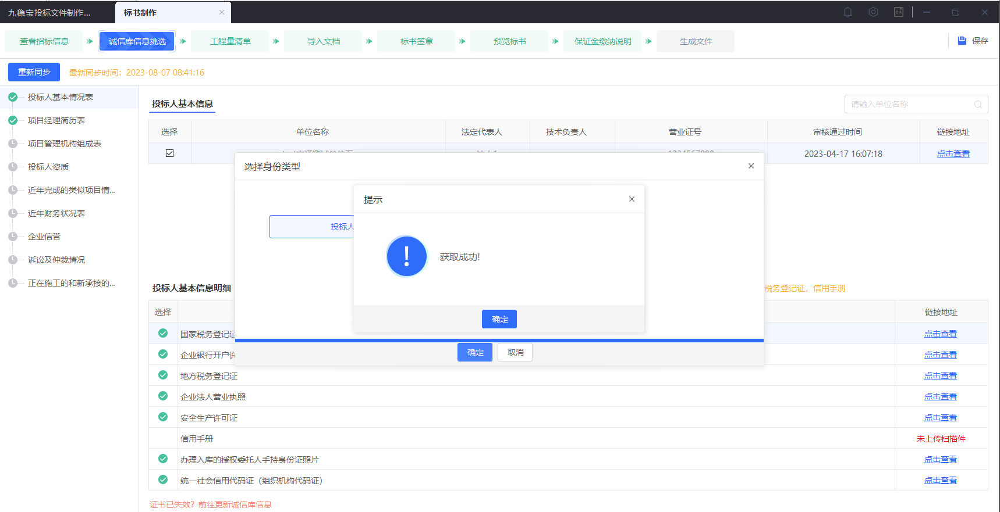 九稳宝投标文件制作...
标书制作
查看招标信息
诚信库信息挑选
工程量清单
导入文档
标书签章
预览标书
保证金缴纳说明
生成文件
保存
重新同步
最新同步时间：2023-08-07 08:41:16
投标人基本情况表
项目经理简历表
项目管理机构组成表
投标人资质
近年完成的类似项目情...
近年财务状况表
企业信誉
诉讼及仲裁情况
正在施工的和新承接的...
投标人基本信息
请输入单位名称
选择
单位名称
法定代表人
技术负责人
营业证号
审核通过时间
链接地址
2023-04-17 16:07:18
点击查看
选择身份类型
投标人
提示
获取成功!
确定
确定
取消
投标人基本信息明细
税务登记证，信用手册
选择
链接地址
国家税务登记证
点击查看
企业银行开户许
点击查看
地方税务登记证
点击查看
企业法人营业执照
点击查看
安全生产许可证
点击查看
信用手册
未上传扫描件
办理入库的授权委托人手持身份证照片
点击查看
统一社会信用代码证（组织机构代码证）
点击查看
证书已失效？前往更新诚信库信息